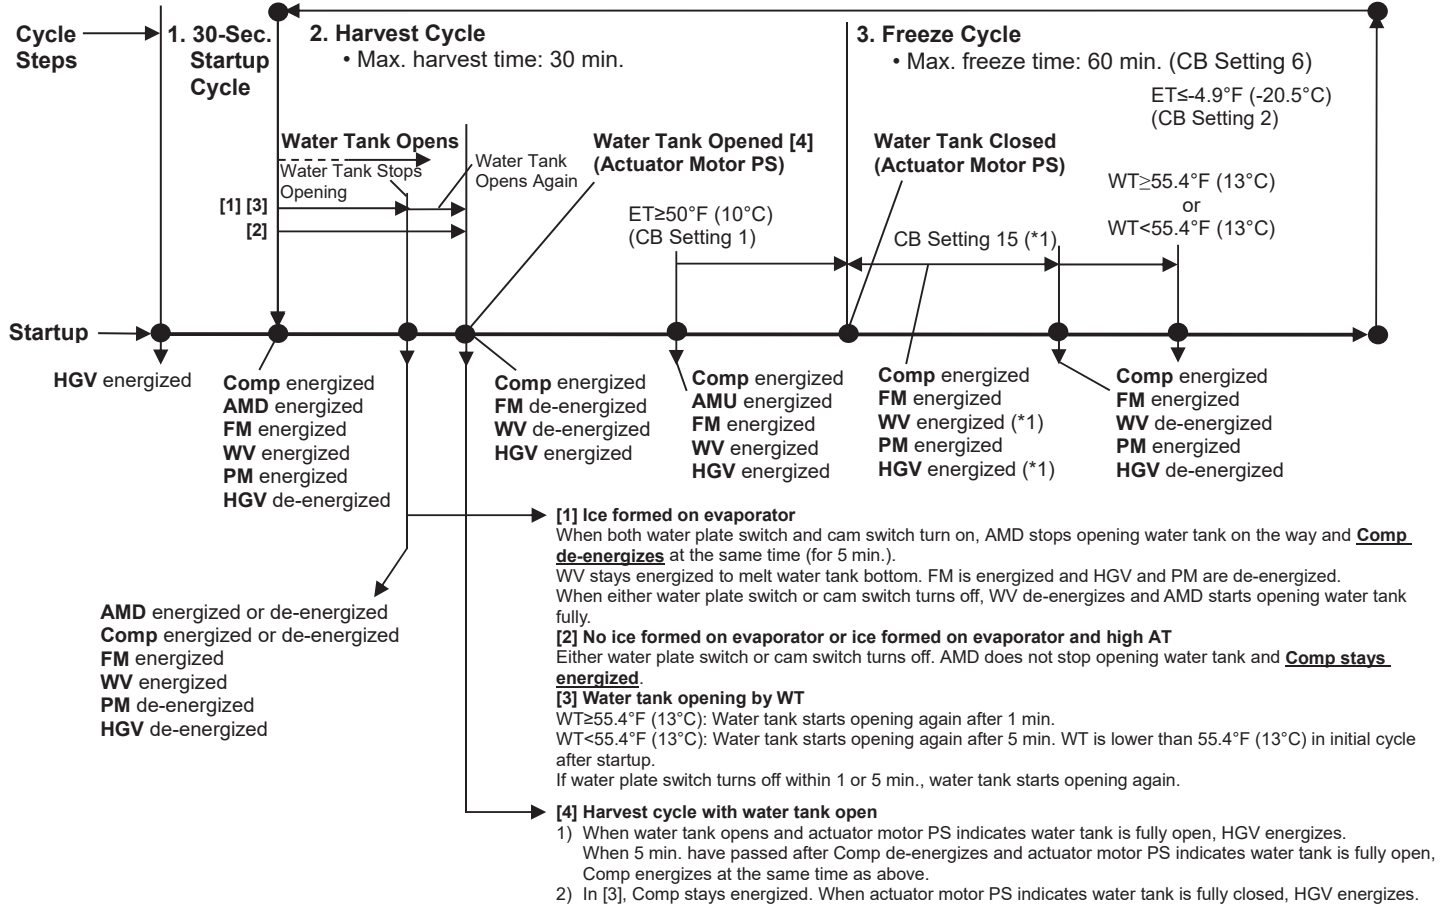 Cycle
Steps
1. 30-Sec.
Startup
Cycle
2. Harvest Cycle
• Max. harvest time: 30 min.
3. Freeze Cycle
• Max. freeze time: 60 min. (CB Setting 6)
ET≤-4.9°F (-20.5°C)
(CB Setting 2)
Water Tank Opens
Water Tank Stops
Opening
Water Tank
Opens Again
[1] [3]
[2]
Water Tank Opened [4]
(Actuator Motor PS)
ET≥50°F (10°C)
(CB Setting 1)
Water Tank Closed
(Actuator Motor PS)
CB Setting 15 (*1)
WT≥55.4°F (13°C)
or
WT<55.4°F (13°C)
Startup
HGV energized
Comp energized
AMD energized
FM energized
WV energized
PM energized
HGV de-energized
Comp energized
FM de-energized
WV de-energized
HGV energized
Comp energized
AMU energized
FM energized
WV energized
HGV energized
Comp energized
FM energized
WV energized (*1)
PM energized
HGV energized (*1)
Comp energized
FM energized
WV de-energized
PM energized
HGV de-energized
AMD energized or de-energized
Comp energized or de-energized
FM energized
WV energized
PM de-energized
HGV de-energized
[1] Ice formed on evaporator
When both water plate switch and cam switch turn on, AMD stops opening water tank on the way and Comp
de-energizes at the same time (for 5 min.).
WV stays energized to melt water tank bottom. FM is energized and HGV and PM are de-energized.
When either water plate switch or cam switch turns off, WV de-energizes and AMD starts opening water tank
fully.
[2] No ice formed on evaporator or ice formed on evaporator and high AT
Either water plate switch or cam switch turns off. AMD does not stop opening water tank and Comp stays
energized.
[3] Water tank opening by WT
WT≥55.4°F (13°C): Water tank starts opening again after 1 min.
WT<55.4°F (13°C): Water tank starts opening again after 5 min. WT is lower than 55.4°F (13°C) in initial cycle
after startup.
If water plate switch turns off within 1 or 5 min., water tank starts opening again.
[4] Harvest cycle with water tank open
1) When water tank opens and actuator motor PS indicates water tank is fully open, HGV energizes.
When 5 min. have passed after Comp de-energizes and actuator motor PS indicates water tank is fully open,
Comp energizes at the same time as above.
2) In [3], Comp stays energized. When actuator motor PS indicates water tank is fully closed, HGV energizes.